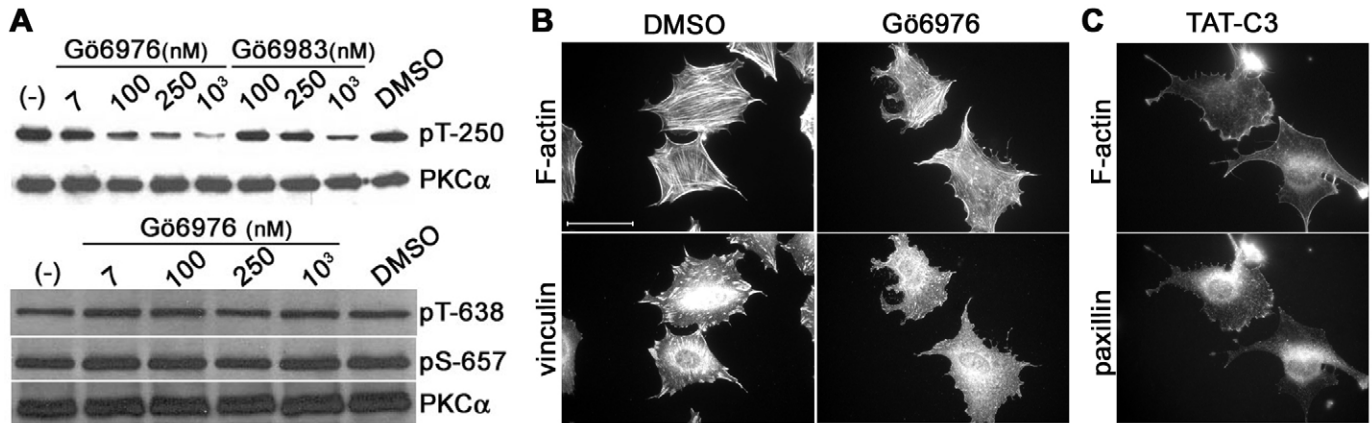 A
Gö6976(nM) Gö6983(nM)
(-) 7 100 250 10³ 100 250 10³ DMSO
pT-250
PKCα
Gö6976 (nM)
(-) 7 100 250 10³ DMSO
pT-638
pS-657
PKCα
B
DMSO Gö6976
F-actin
vinculin
C
TAT-C3
F-actin
paxillin